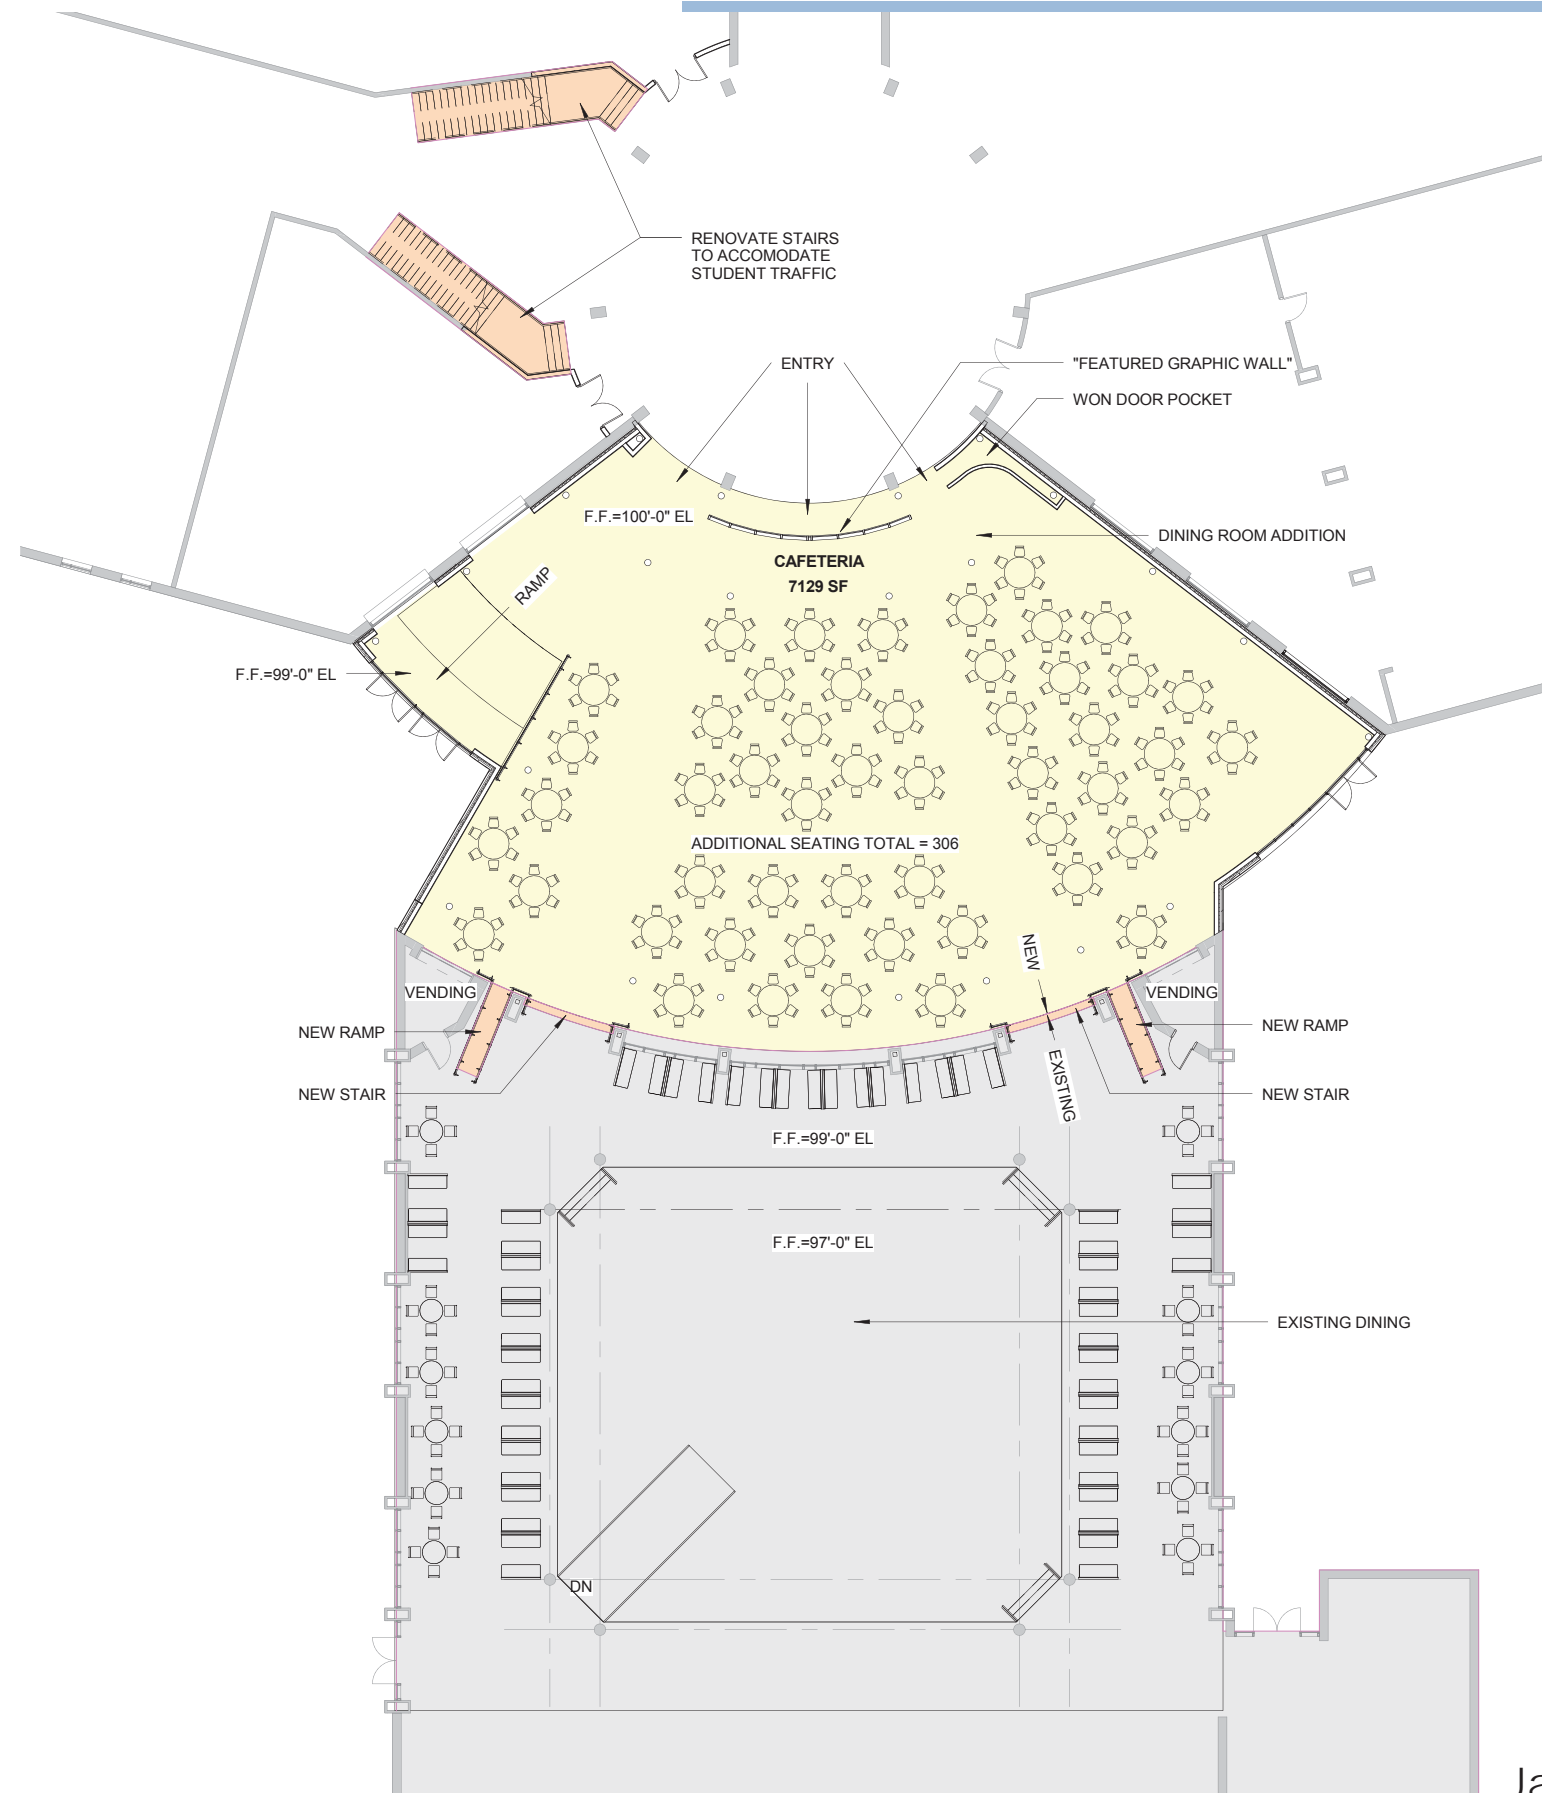 RENOVATE STAIRS
TO ACCOMODATE
STUDENT TRAFFIC
ENTRY
"FEATURED GRAPHIC WALL"
WON DOOR POCKET
F.F.=100'-0" EL
DINING ROOM ADDITION
CAFETERIA
7129 SF
RAMP
F.F.=99'-0" EL
ADDITIONAL SEATING TOTAL = 306
NEW
VENDING
VENDING
NEW RAMP
NEW RAMP
EXISTING
NEW STAIR
NEW STAIR
F.F.=99'-0" EL
F.F.=97'-0" EL
EXISTING DINING
DN
Ja